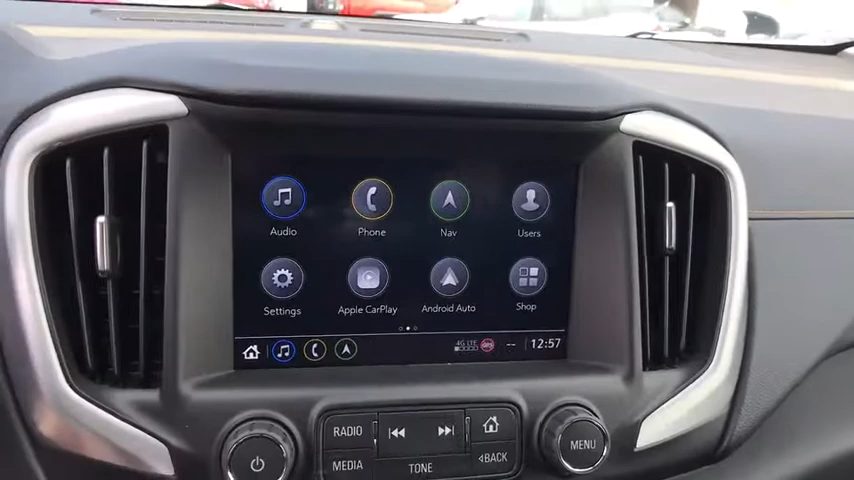 Audio Phone Nav Users
Settings Apple CarPlay Android Auto Shop
4G LTE -- 12:57
RADIO
MENU
MEDIA TONE BACK